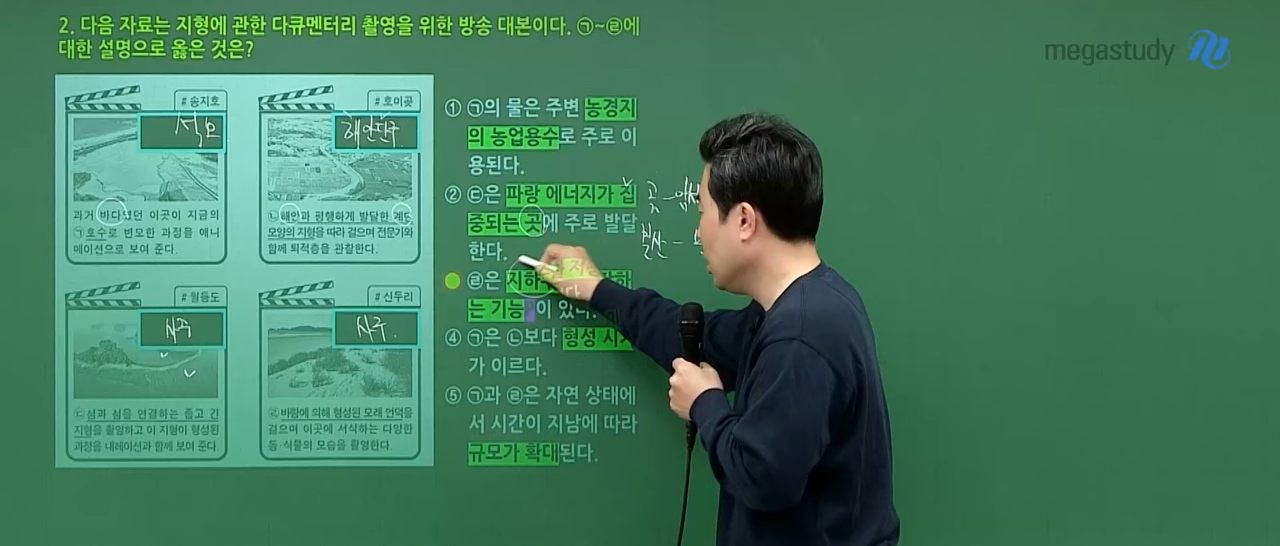 2. 다음 자료는 지형에 관한 다큐멘터리 촬영을 위한 방송 대본이다. ㉠~㉣에
대한 설명으로 옳은 것은?
megastudy
# 송지호
석호
과거 바다였던 이곳이 지금의
㉠호수로 변모한 과정을 애니
메이션으로 보여 준다.
# 호미곶
해안단구
㉡해안과 평행하게 발달한 계단
모양의 지형을 따라 걸으며 전문가와
함께 퇴적층을 관찰한다.
# 월등도
사주
㉢섬과 섬을 연결하는 좁고 긴
지형을 촬영하고 이 지형이 형성된
과정을 내레이션과 함께 보여 준다.
# 신두리
사구
㉣바람에 의해 형성된 모래 언덕을
걸으며 이곳에 서식하는 다양한
동·식물의 모습을 촬영한다.
① ㉠의 물은 주변 농경지
의 농업용수로 주로 이
용된다.
② ㉢은 파랑 에너지가 집
중되는 곳에 주로 발달
한다.
㉣은 지하
는 기능이 있다.
④ ㉠은 ㉡보다 형성 시기
가 이르다.
⑤ ㉠과 ㉣은 자연 상태에
서 시간이 지남에 따라
규모가 확대된다.
곶 –